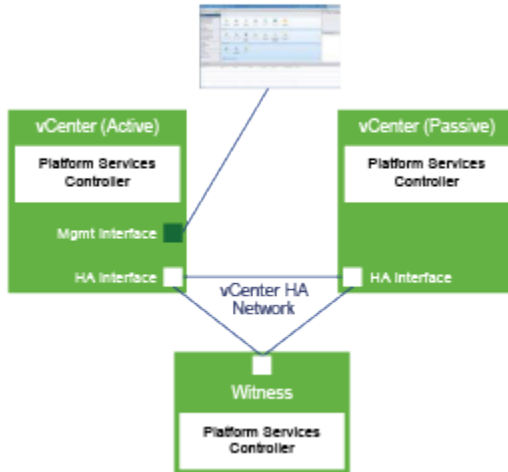 vCenter (Active)
Platform Services
Controller
Mgmt Interface
HA Interface
vCenter (Passive)
Platform Services
Controller
HA Interface
vCenter HA
Network
Witness
Platform Services
Controller